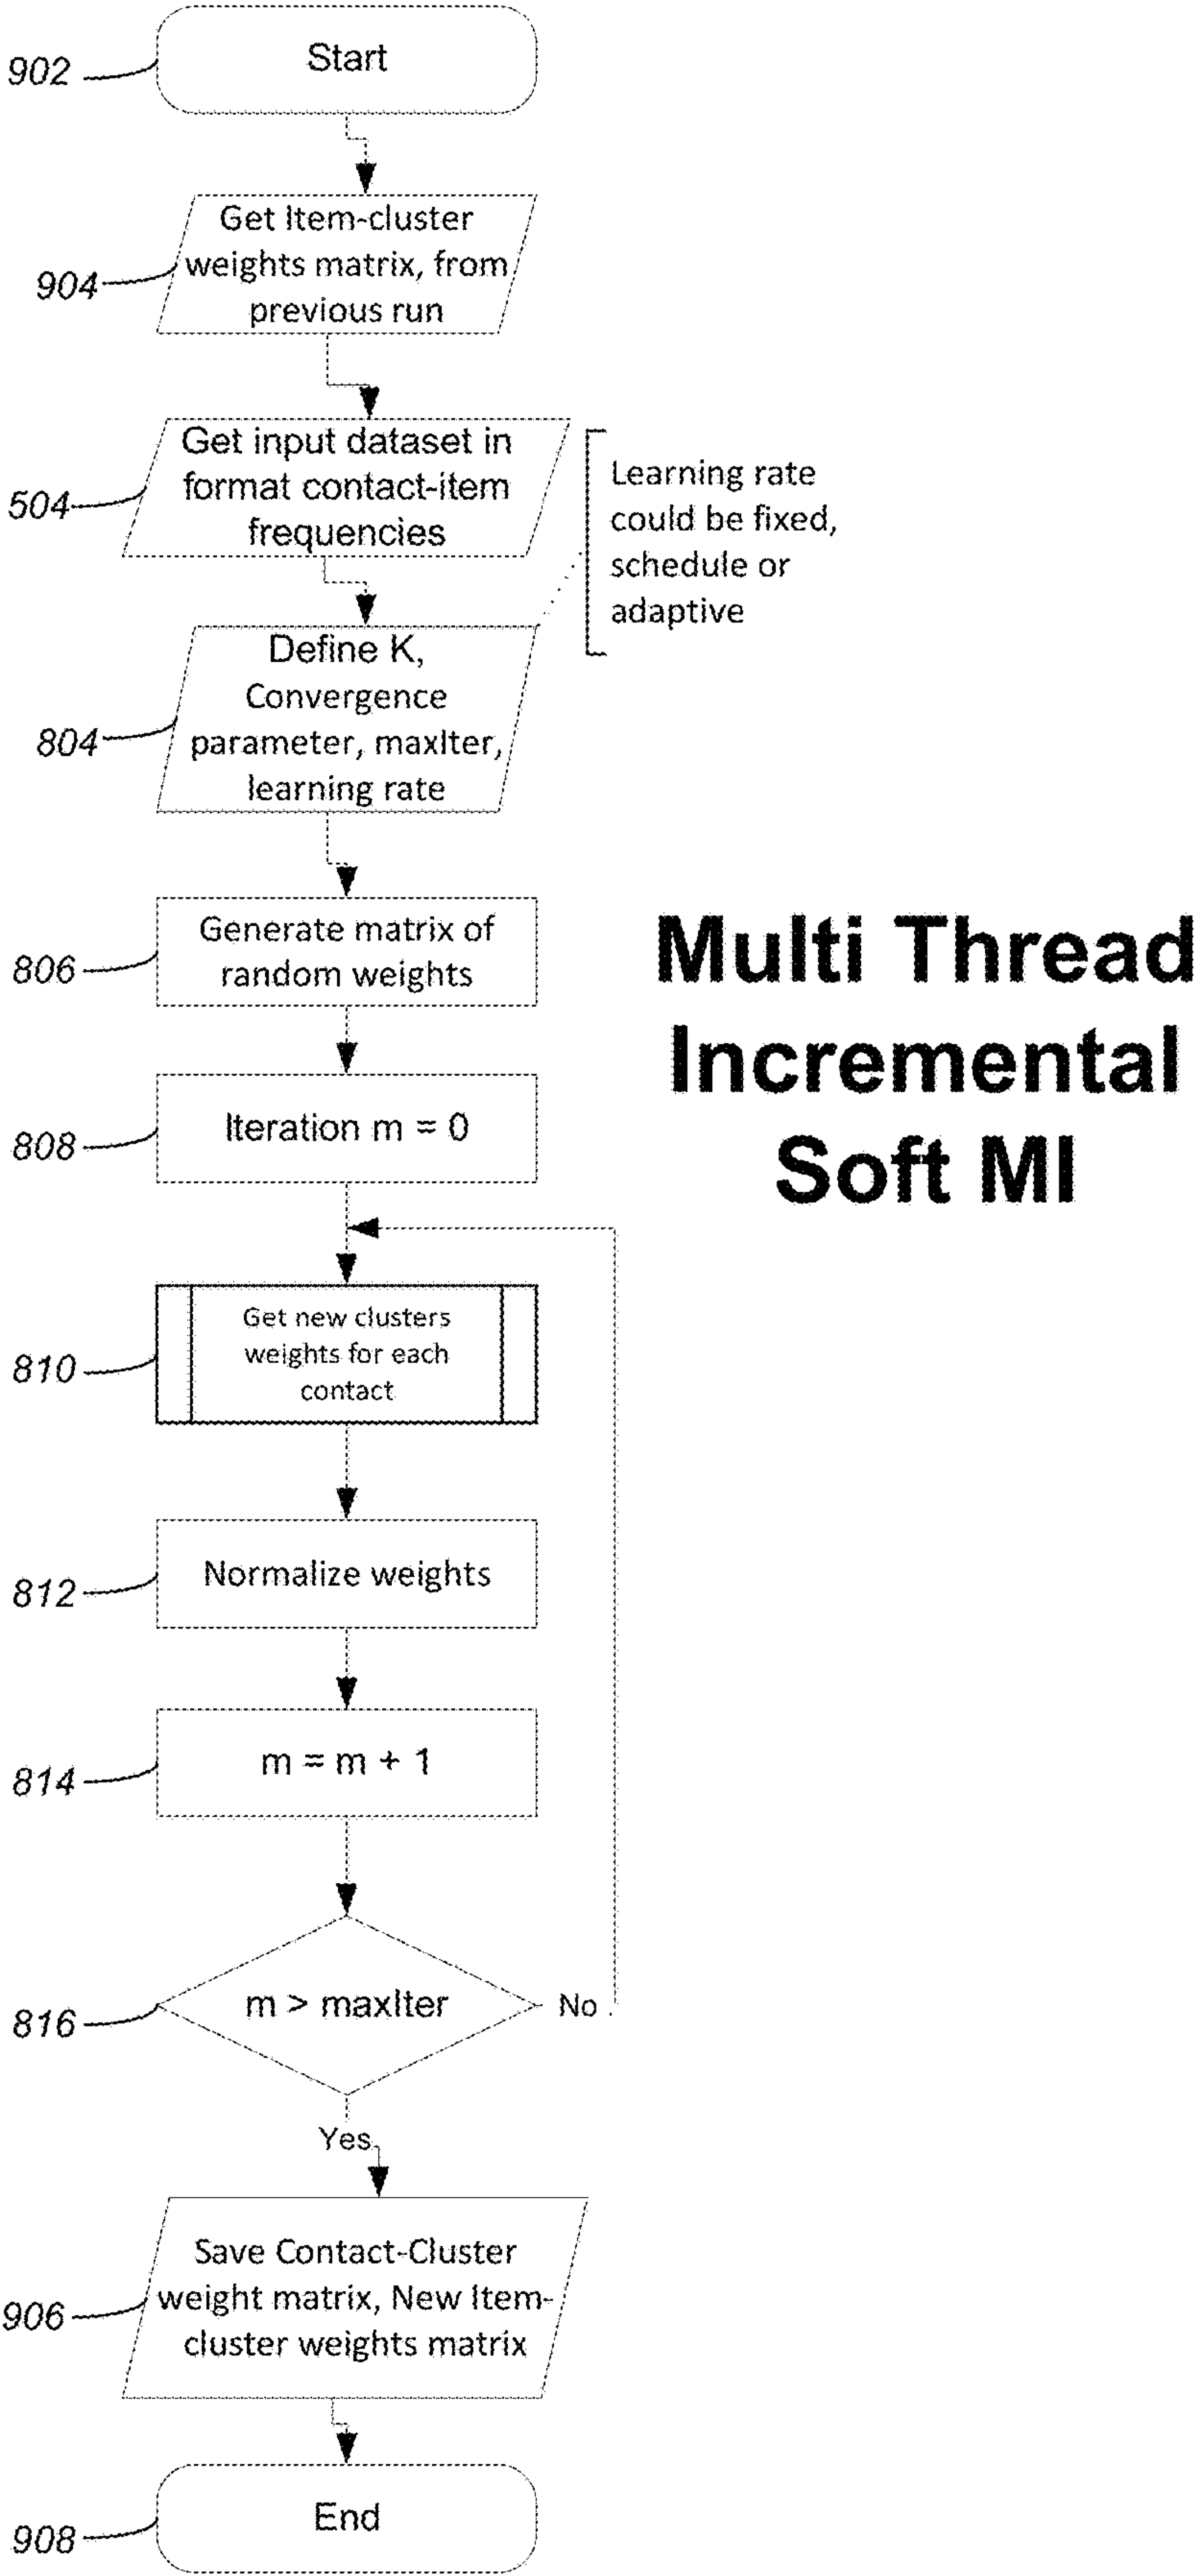 902
Start
904
Get Item-cluster
weights matrix, from
previous run
504
Get input dataset in
format contact-item
frequencies
Learning rate
could be fixed,
schedule or
adaptive
804
Define K,
Convergence
parameter, maxIter,
learning rate
806
Generate matrix of
random weights
Multi Thread
Incremental
Soft MI
808
Iteration m = 0
810
Get new clusters
weights for each
contact
812
Normalize weights
814
m = m + 1
816
m > maxIter
No
Yes
906
Save Contact-Cluster
weight matrix, New Item-
cluster weights matrix
908
End